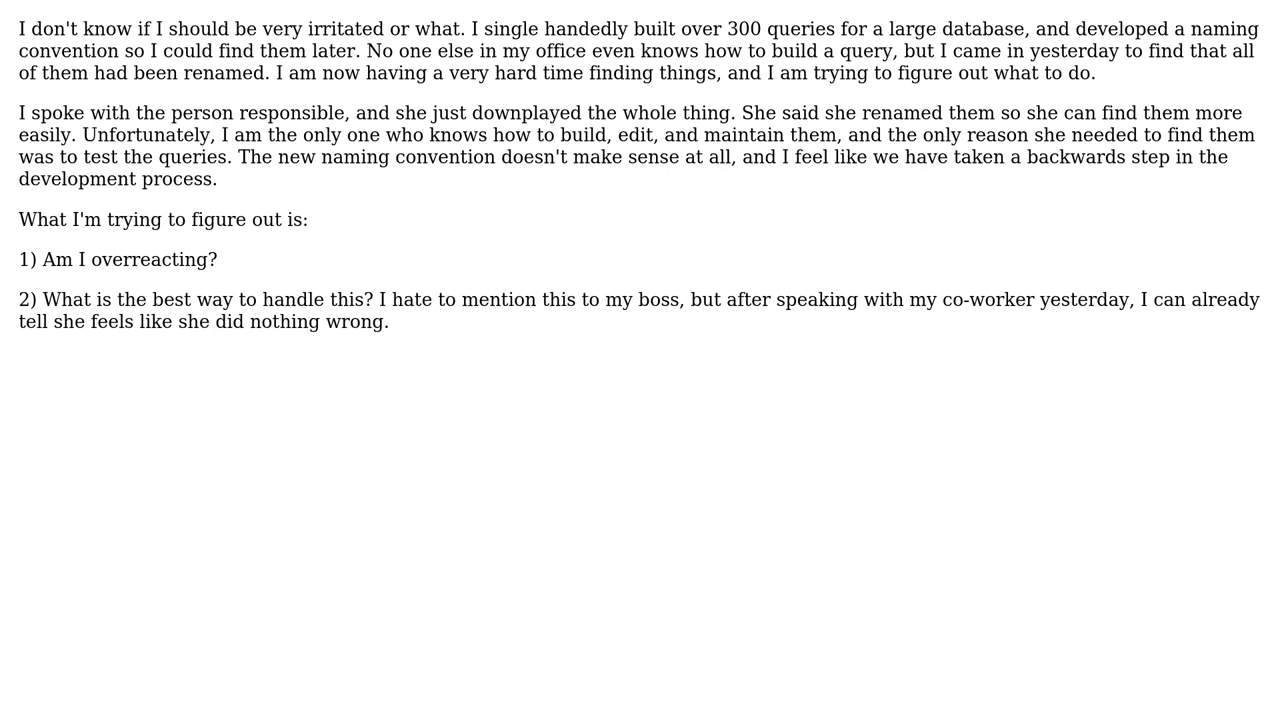 I don't know if I should be very irritated or what. I single handedly built over 300 queries for a large database, and developed a naming
convention so I could find them later. No one else in my office even knows how to build a query, but I came in yesterday to find that all
of them had been renamed. I am now having a very hard time finding things, and I am trying to figure out what to do.
I spoke with the person responsible, and she just downplayed the whole thing. She said she renamed them so she can find them more
easily. Unfortunately, I am the only one who knows how to build, edit, and maintain them, and the only reason she needed to find them
was to test the queries. The new naming convention doesn't make sense at all, and I feel like we have taken a backwards step in the
development process.
What I'm trying to figure out is:
1) Am I overreacting?
2) What is the best way to handle this? I hate to mention this to my boss, but after speaking with my co-worker yesterday, I can already
tell she feels like she did nothing wrong.